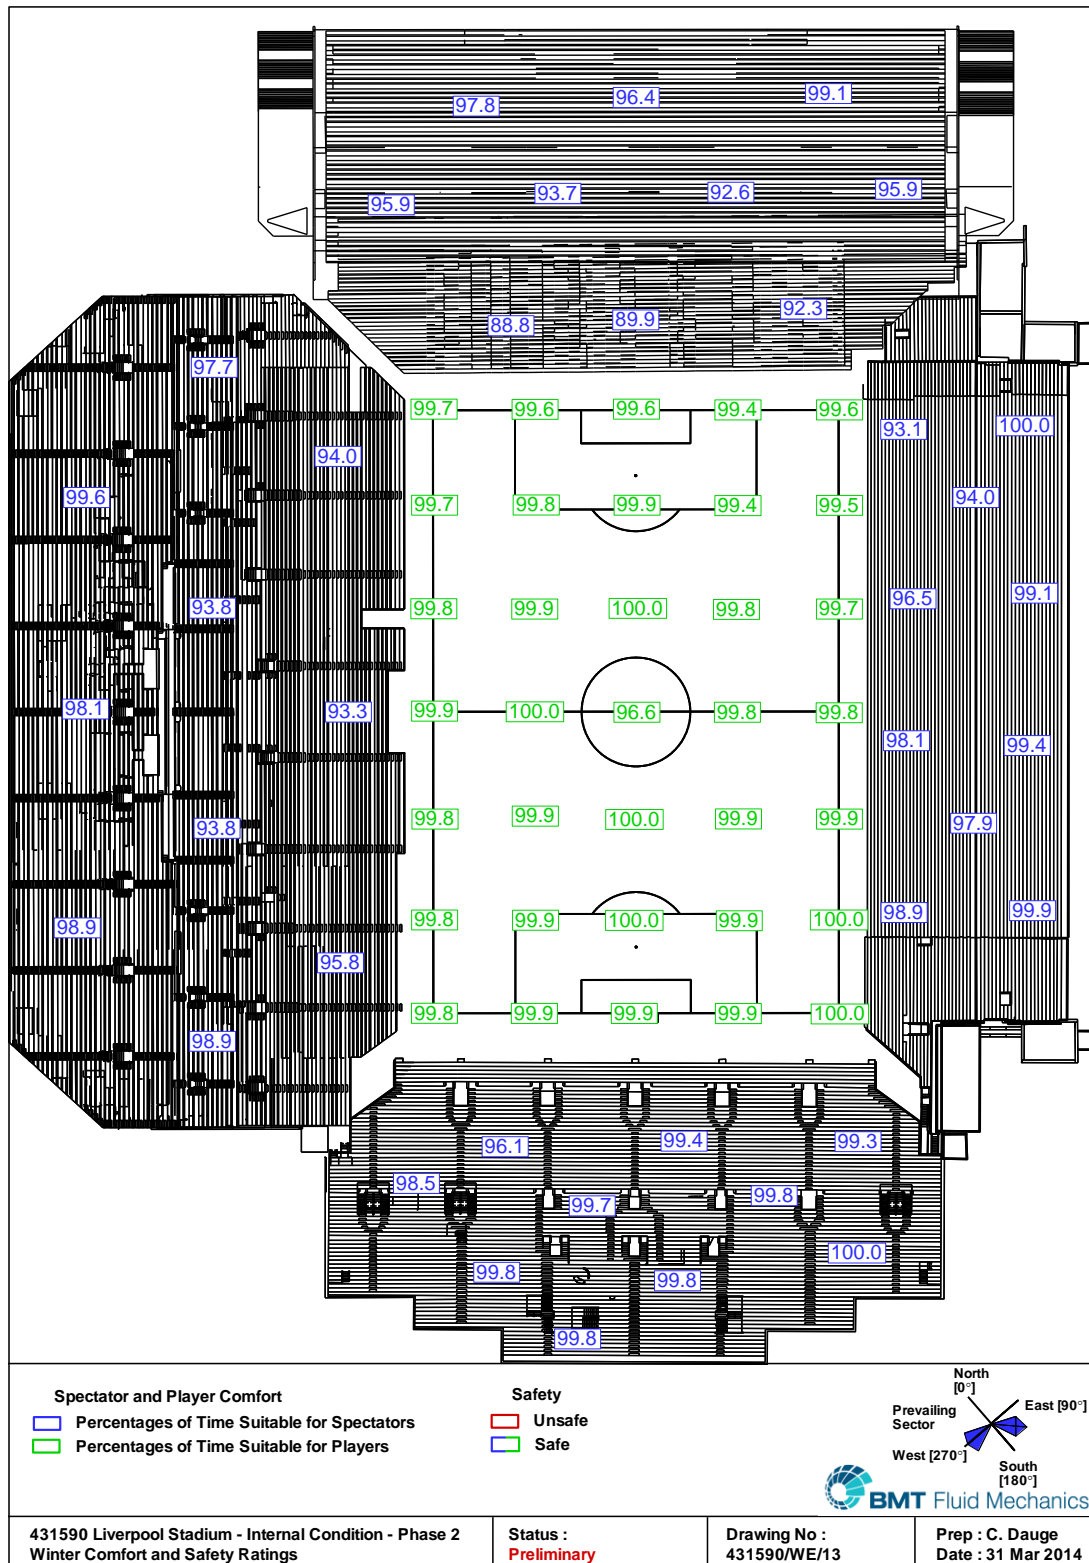 97.8 96.4 99.1
95.9 93.7 92.6 95.9
88.8 89.9 92.3
97.7
94.0
99.6
93.8
98.1
93.3
93.8
98.9
95.8
98.9
99.7 99.6 99.6 99.4 99.6
99.7 99.8 99.9 99.4 99.5
99.8 99.9 100.0 99.8 99.7
99.9 100.0 96.6 99.8 99.8
99.8 99.9 100.0 99.9 99.9
99.8 99.9 100.0 99.9 100.0
99.8 99.9 99.9 99.9 100.0
93.1 100.0
94.0
96.5 99.1
98.1 99.4
97.9
98.9 99.9
96.1 99.4 99.3
98.5 99.7 99.8
99.8 99.8 100.0
99.8
Spectator and Player Comfort
Percentages of Time Suitable for Spectators
Percentages of Time Suitable for Players
Safety
Unsafe
Safe
North
[0°]
East [90°]
Prevailing
Sector
West [270°]
South
[180°]
BMT Fluid Mechanics
431590 Liverpool Stadium - Internal Condition - Phase 2
Winter Comfort and Safety Ratings
Status :
Preliminary
Drawing No :
431590/WE/13
Prep : C. Dauge
Date : 31 Mar 2014